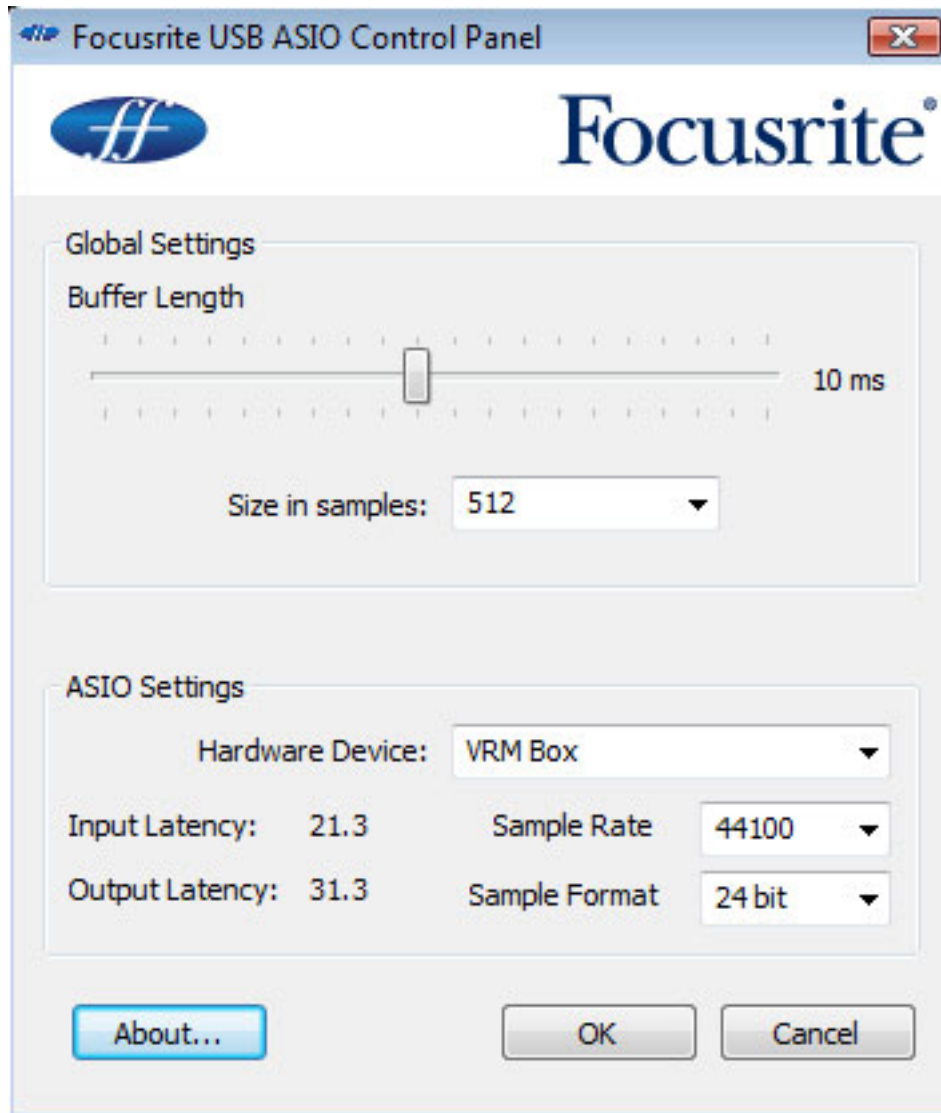 Focusrite USB ASIO Control Panel
ff Focusrite®
Global Settings
Buffer Length
10 ms
Size in samples: 512
ASIO Settings
Hardware Device: VRM Box
Input Latency: 21.3 Sample Rate 44100
Output Latency: 31.3 Sample Format 24 bit
About... OK Cancel